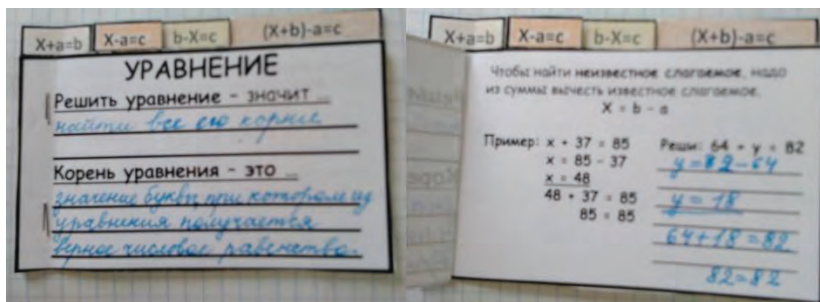 X+a=b X-a=c b-X=c (X+b)-a=c
УРАВНЕНИЕ
Решить уравнение - значит ...
найти все его корни
Корень уравнения - это ...
значение буквы при котором из
уравнения получается
верное числовое равенство.
X+a=b X-a=c b-X=c (X+b)-a=c
Чтобы найти неизвестное слагаемое, надо
из суммы вычесть известное слагаемое.
X = b - a
Пример: x + 37 = 85
x = 85 - 37
x = 48
48 + 37 = 85
85 = 85
Реши: 64 + y = 82
y = 82 - 64
y = 18
64+18=82
82=82